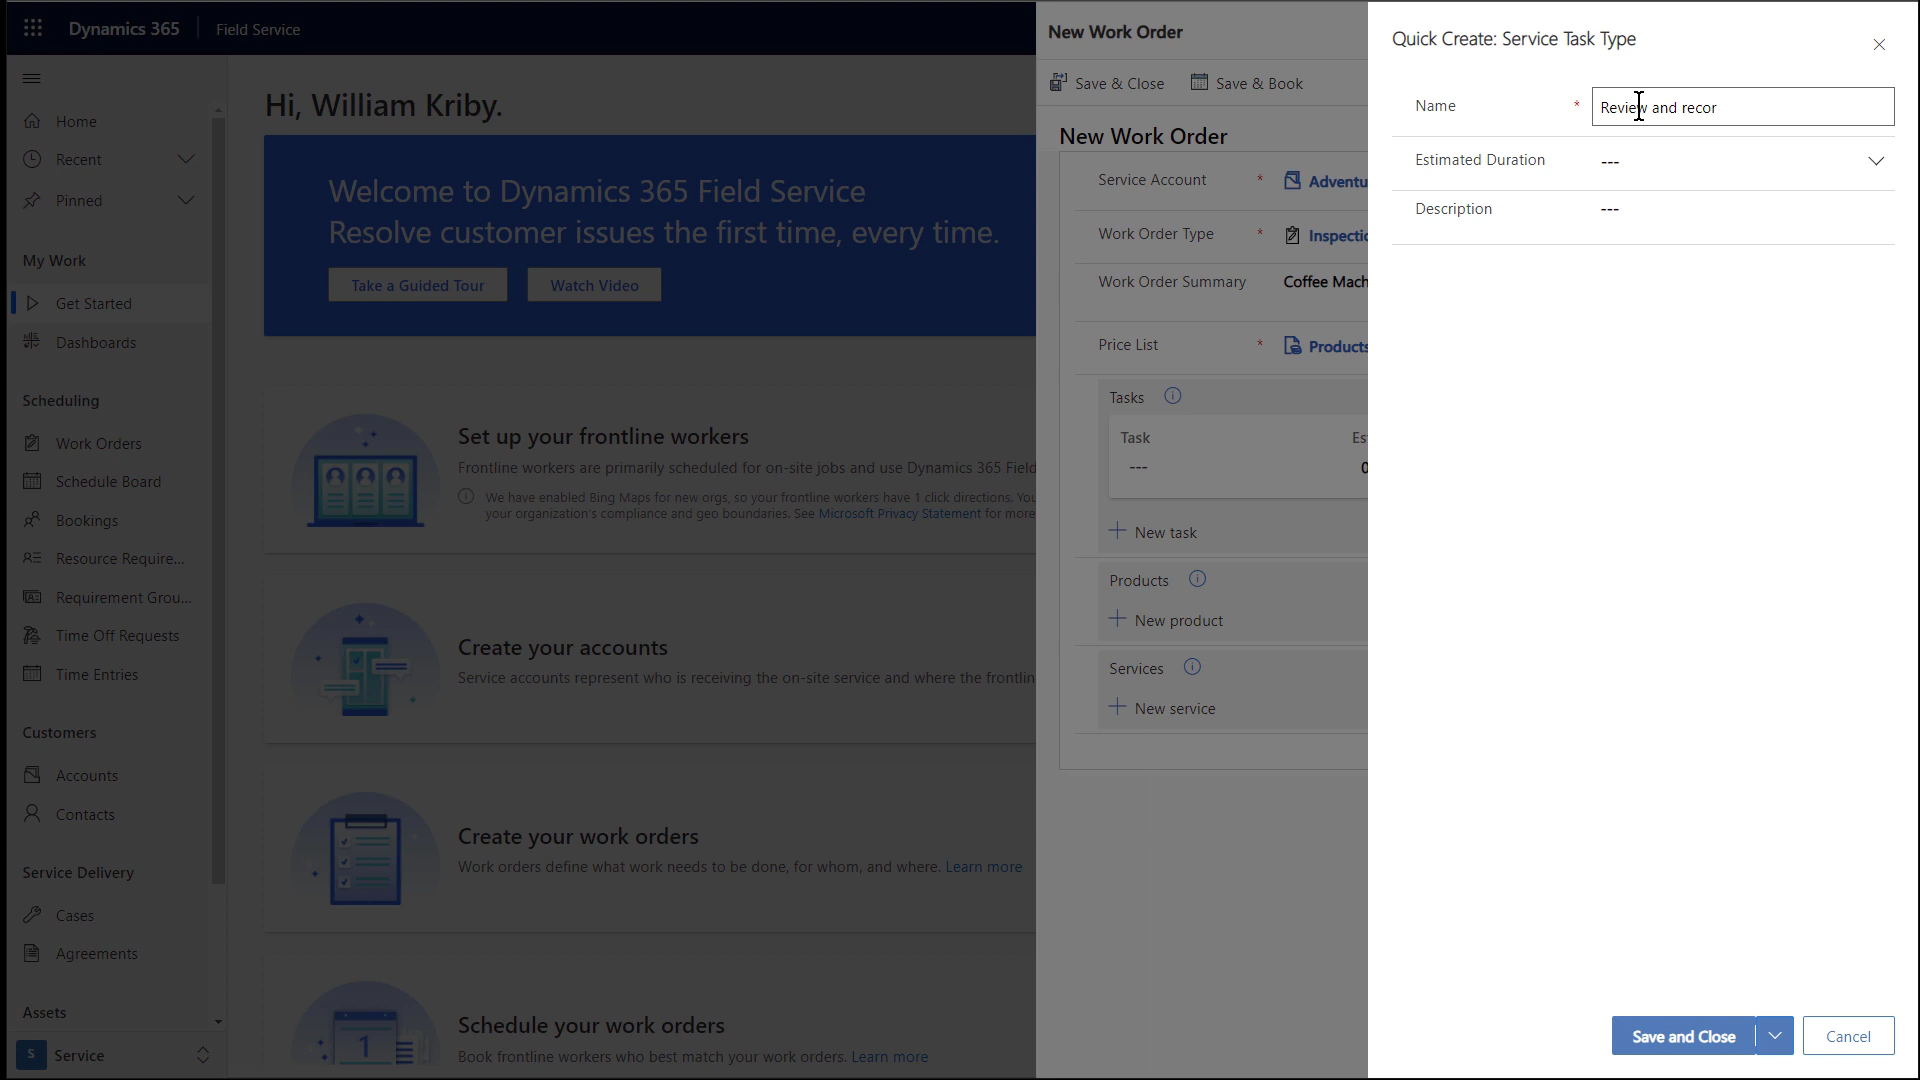 Dynamics 365
Field Service
Home
Recent
Pinned
My Work
Get Started
Dashboards
Scheduling
Work Orders
Schedule Board
Bookings
Resource Require...
Requirement Grou...
Time Off Requests
Time Entries
Customers
Accounts
Contacts
Service Delivery
Cases
Agreements
Assets
S Service
Hi, William Kriby.
Welcome to Dynamics 365 Field Service
Resolve customer issues the first time, every time.
Take a Guided Tour
Watch Video
Set up your frontline workers
Frontline workers are primarily scheduled for on-site jobs and use Dynamics 365 Field
We have enabled Bing Maps for new orgs, so your frontline workers have 1 click directions. You
your organization's compliance and geo boundaries. See Microsoft Privacy Statement for more
Create your accounts
Service accounts represent who is receiving the on-site service and where the frontlin
Create your work orders
Work orders define what work needs to be done, for whom, and where. Learn more
1
Schedule your work orders
Book frontline workers who best match your work orders. Learn more
New Work Order
Save & Close
Save & Book
New Work Order
Service Account * Adventu
Work Order Type * Inspectio
Work Order Summary Coffee Mach
Price List * Products
Tasks
Task Es
--- 0
New task
Products
New product
Services
New service
Quick Create: Service Task Type
Name * Review and recor
Estimated Duration ---
Description ---
Save and Close
Cancel